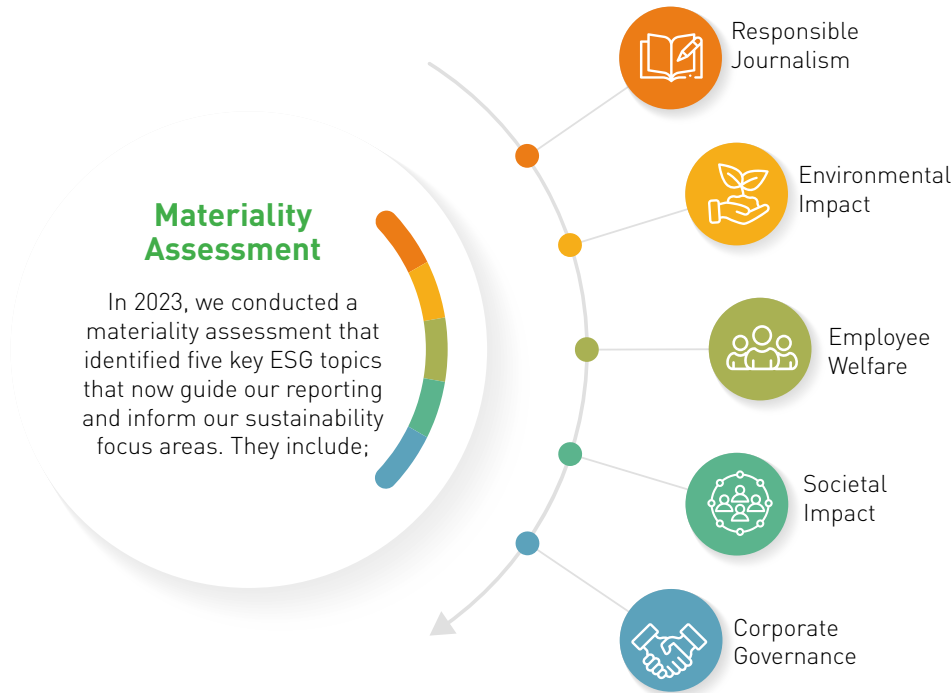 Materiality
Assessment
In 2023, we conducted a
materiality assessment that
identified five key ESG topics
that now guide our reporting
and inform our sustainability
focus areas. They include;
Responsible
Journalism
Environmental
Impact
Employee
Welfare
Societal
Impact
Corporate
Governance